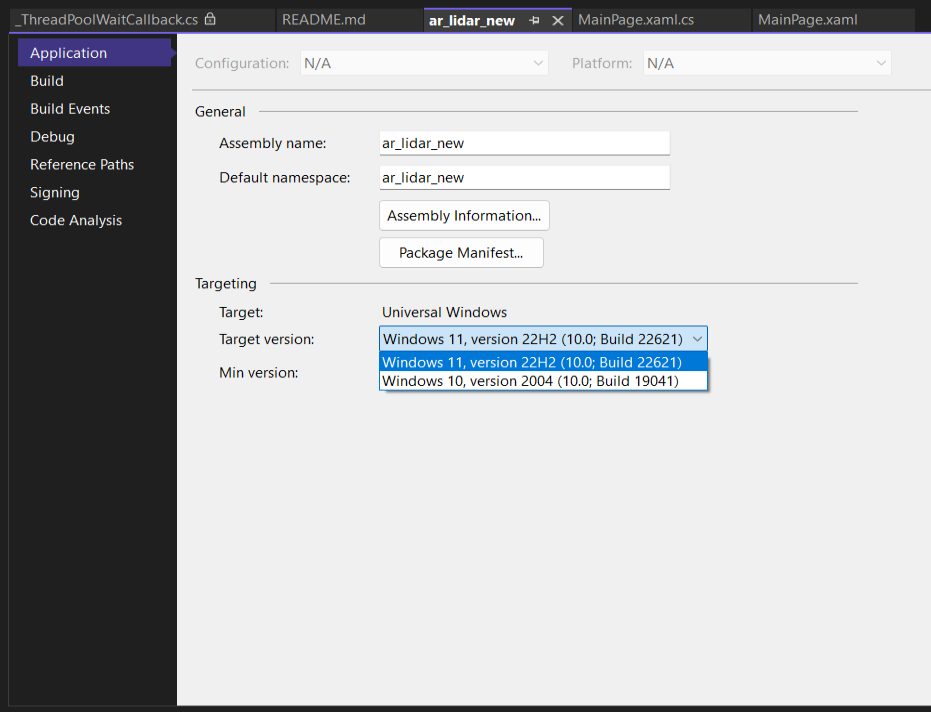 _ThreadPoolWaitCallback.cs README.md ar_lidar_new MainPage.xaml.cs MainPage.xaml
Application
Build
Build Events
Debug
Reference Paths
Signing
Code Analysis
Configuration: N/A Platform: N/A
General
Assembly name: ar_lidar_new
Default namespace: ar_lidar_new
Assembly Information...
Package Manifest...
Targeting
Target: Universal Windows
Target version: Windows 11, version 22H2 (10.0; Build 22621)
Windows 11, version 22H2 (10.0; Build 22621)
Min version: Windows 10, version 2004 (10.0; Build 19041)